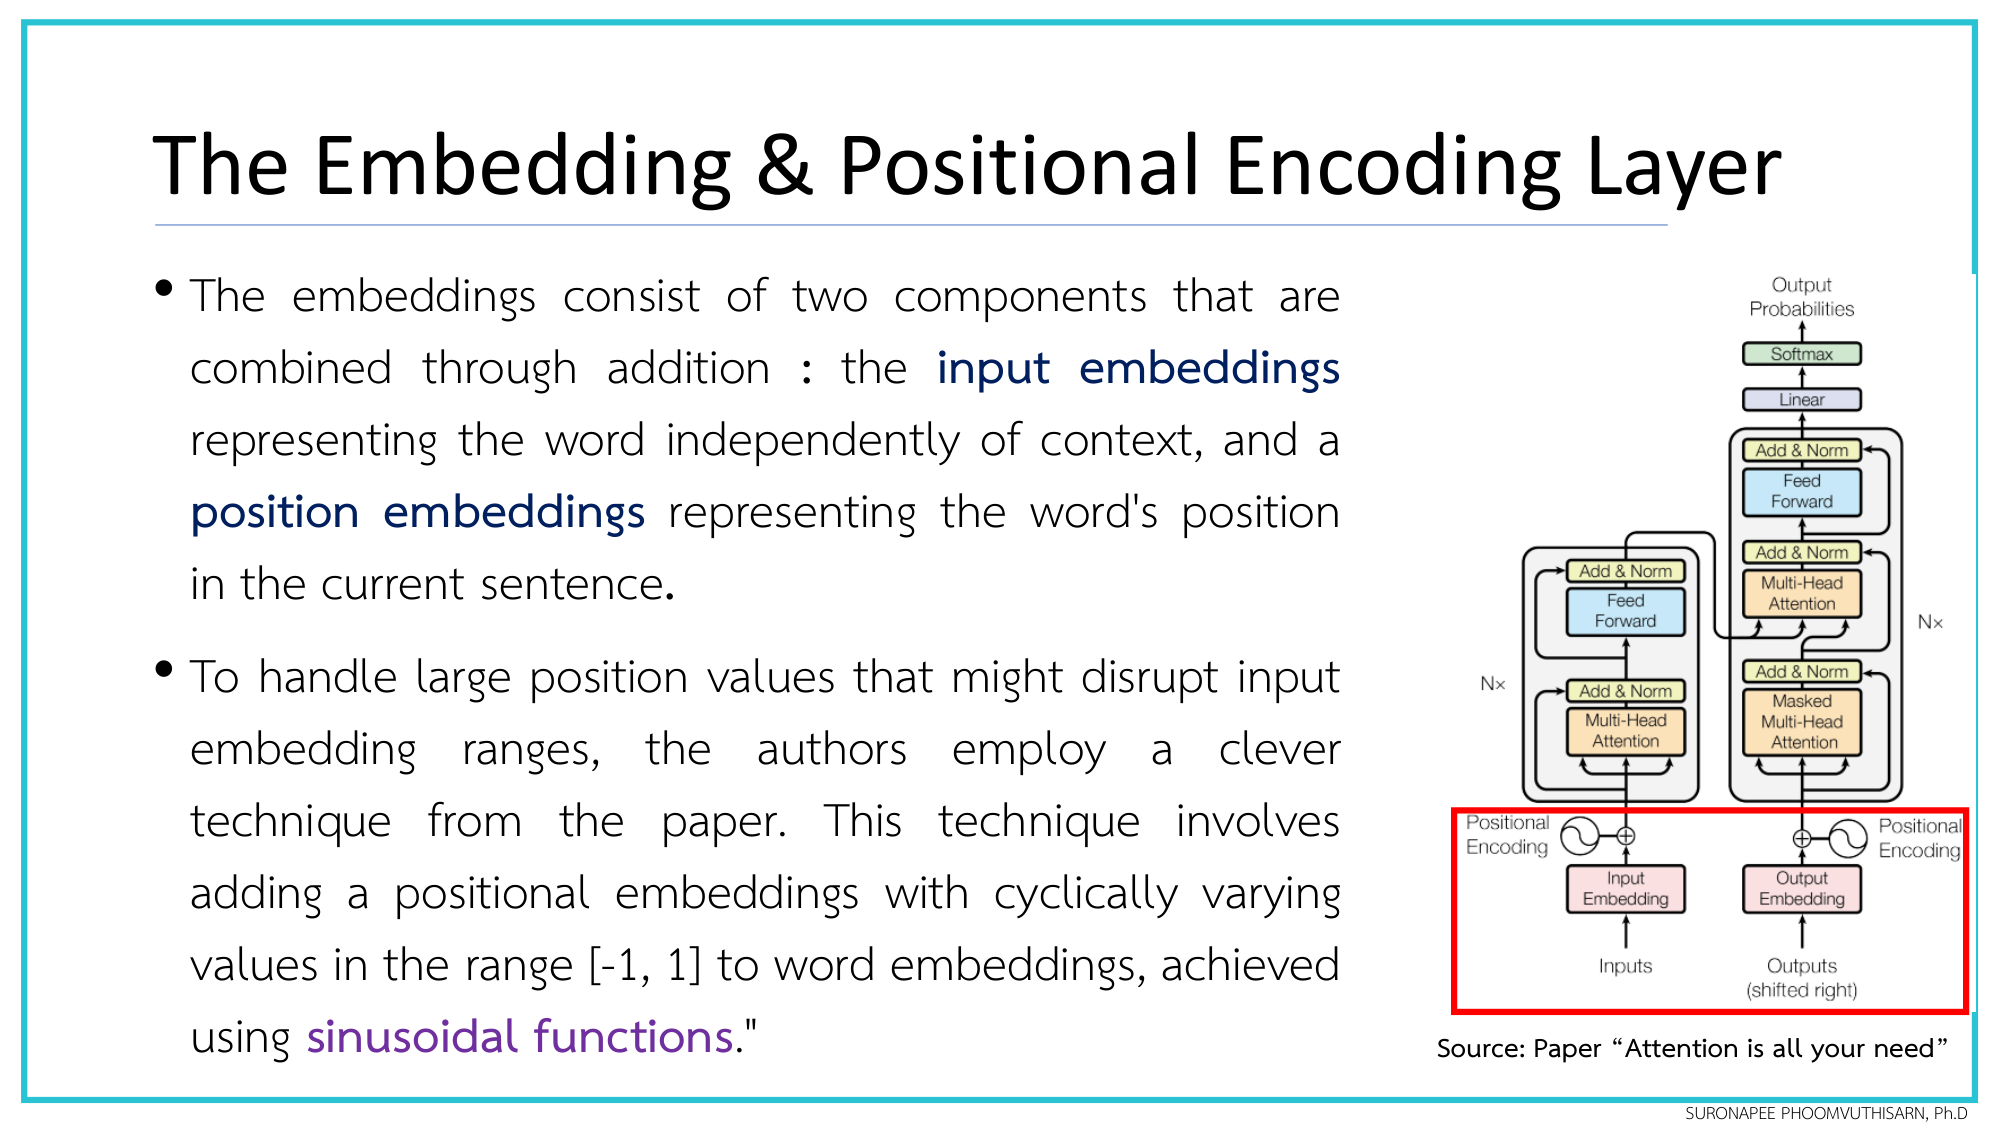 The Embedding & Positional Encoding Layer
• The embeddings consist of two components that are
combined through addition : the input embeddings
representing the word independently of context, and a
position embeddings representing the word's position
in the current sentence.
• To handle large position values that might disrupt input
embedding ranges, the authors employ a clever
technique from the paper. This technique involves
adding a positional embeddings with cyclically varying
values in the range [-1, 1] to word embeddings, achieved
using sinusoidal functions."
Output
Probabilities
Softmax
Linear
Add & Norm
Feed
Forward
Add & Norm
Multi-Head
Attention
Nx
Add & Norm
Masked
Multi-Head
Attention
Add & Norm
Feed
Forward
Nx
Add & Norm
Multi-Head
Attention
Positional
Encoding
Positional
Encoding
Input
Embedding
Output
Embedding
Inputs
Outputs
(shifted right)
Source: Paper “Attention is all your need”
SURONAPEE PHOOMVUTHISARN, Ph.D